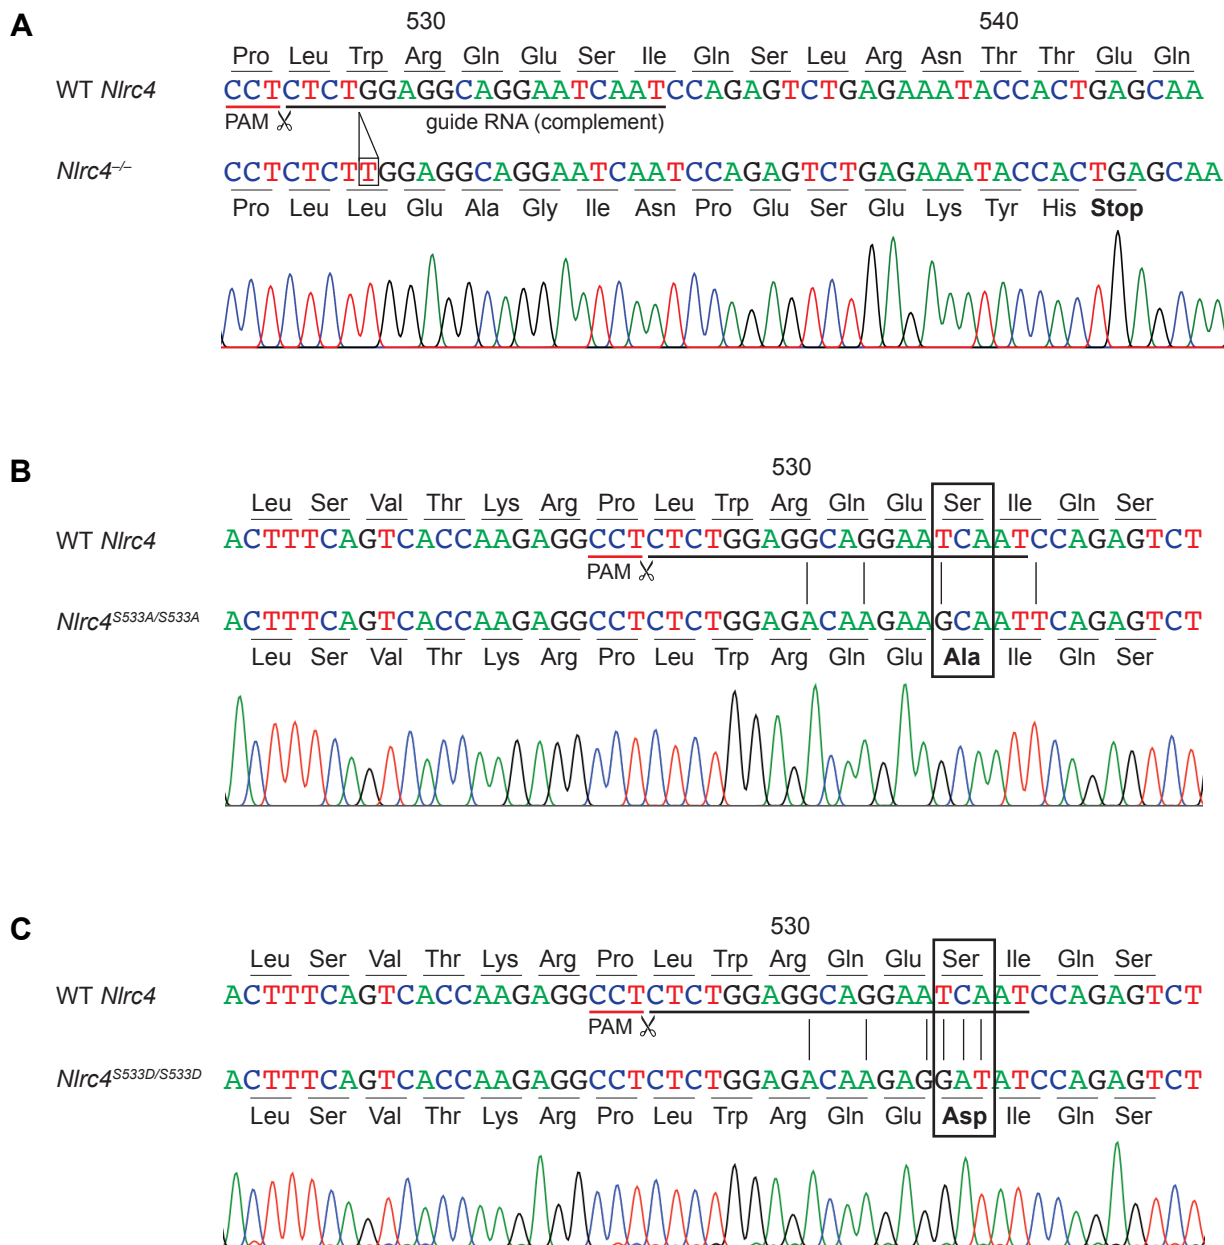 A
530 540
Pro Leu Trp Arg Gln Glu Ser Ile Gln Ser Leu Arg Asn Thr Thr Glu Gln
WT Nlrc4 CCTCTCTGGAGGCAGGAATCAATCCAGAGTCTGAGAAATACCACTGAGCAA
PAM guide RNA (complement)
Nlrc4–/– CCTCTCTTGGAGGCAGGAATCAATCCAGAGTCTGAGAAATACCACTGAGCAA
Pro Leu Leu Glu Ala Gly Ile Asn Pro Glu Ser Glu Lys Tyr His Stop
B
530
Leu Ser Val Thr Lys Arg Pro Leu Trp Arg Gln Glu Ser Ile Gln Ser
WT Nlrc4 ACTTTCAGTCACCAAGAGGCCTCTCTGGAGGCAGGAATCAATCCAGAGTCT
PAM
Nlrc4S533A/S533A ACTTTCAGTCACCAAGAGGCCTCTCTGGAGACAAGAAGCAATTCAGAGTCT
Leu Ser Val Thr Lys Arg Pro Leu Trp Arg Gln Glu Ala Ile Gln Ser
C
530
Leu Ser Val Thr Lys Arg Pro Leu Trp Arg Gln Glu Ser Ile Gln Ser
WT Nlrc4 ACTTTCAGTCACCAAGAGGCCTCTCTGGAGGCAGGAATCAATCCAGAGTCT
PAM
Nlrc4S533D/S533D ACTTTCAGTCACCAAGAGGCCTCTCTGGAGACAAGAGGATATCCAGAGTCT
Leu Ser Val Thr Lys Arg Pro Leu Trp Arg Gln Glu Asp Ile Gln Ser